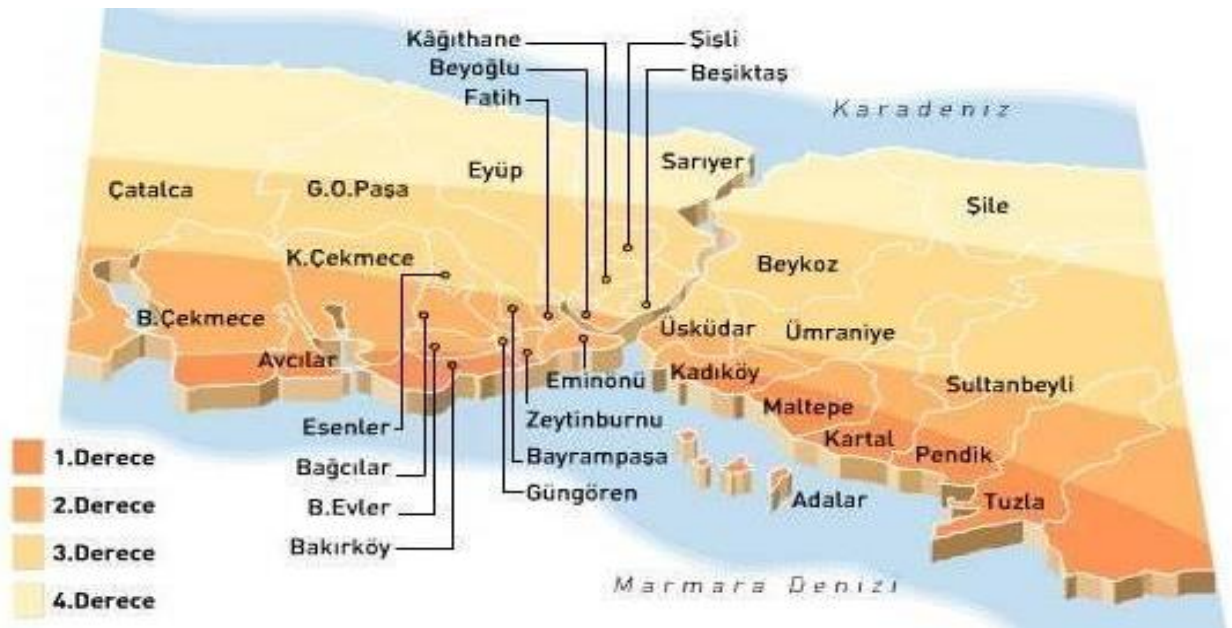 Kâğıthane
Şişli
Beyoğlu
Beşiktaş
Fatih
Karadeniz
Sarıyer
Eyüp
Çatalca
G.O.Paşa
Şile
K.Çekmece
Beykoz
B.Çekmece
Üsküdar
Ümraniye
Avcılar
Eminönü
Kadıköy
Sultanbeyli
Maltepe
Esenler
Zeytinburnu
Kartal
Pendik
1.Derece
Bağcılar
Bayrampaşa
Güngören
Adalar
Tuzla
2.Derece
B.Evler
Bakırköy
3.Derece
Marmara Denizi
4.Derece